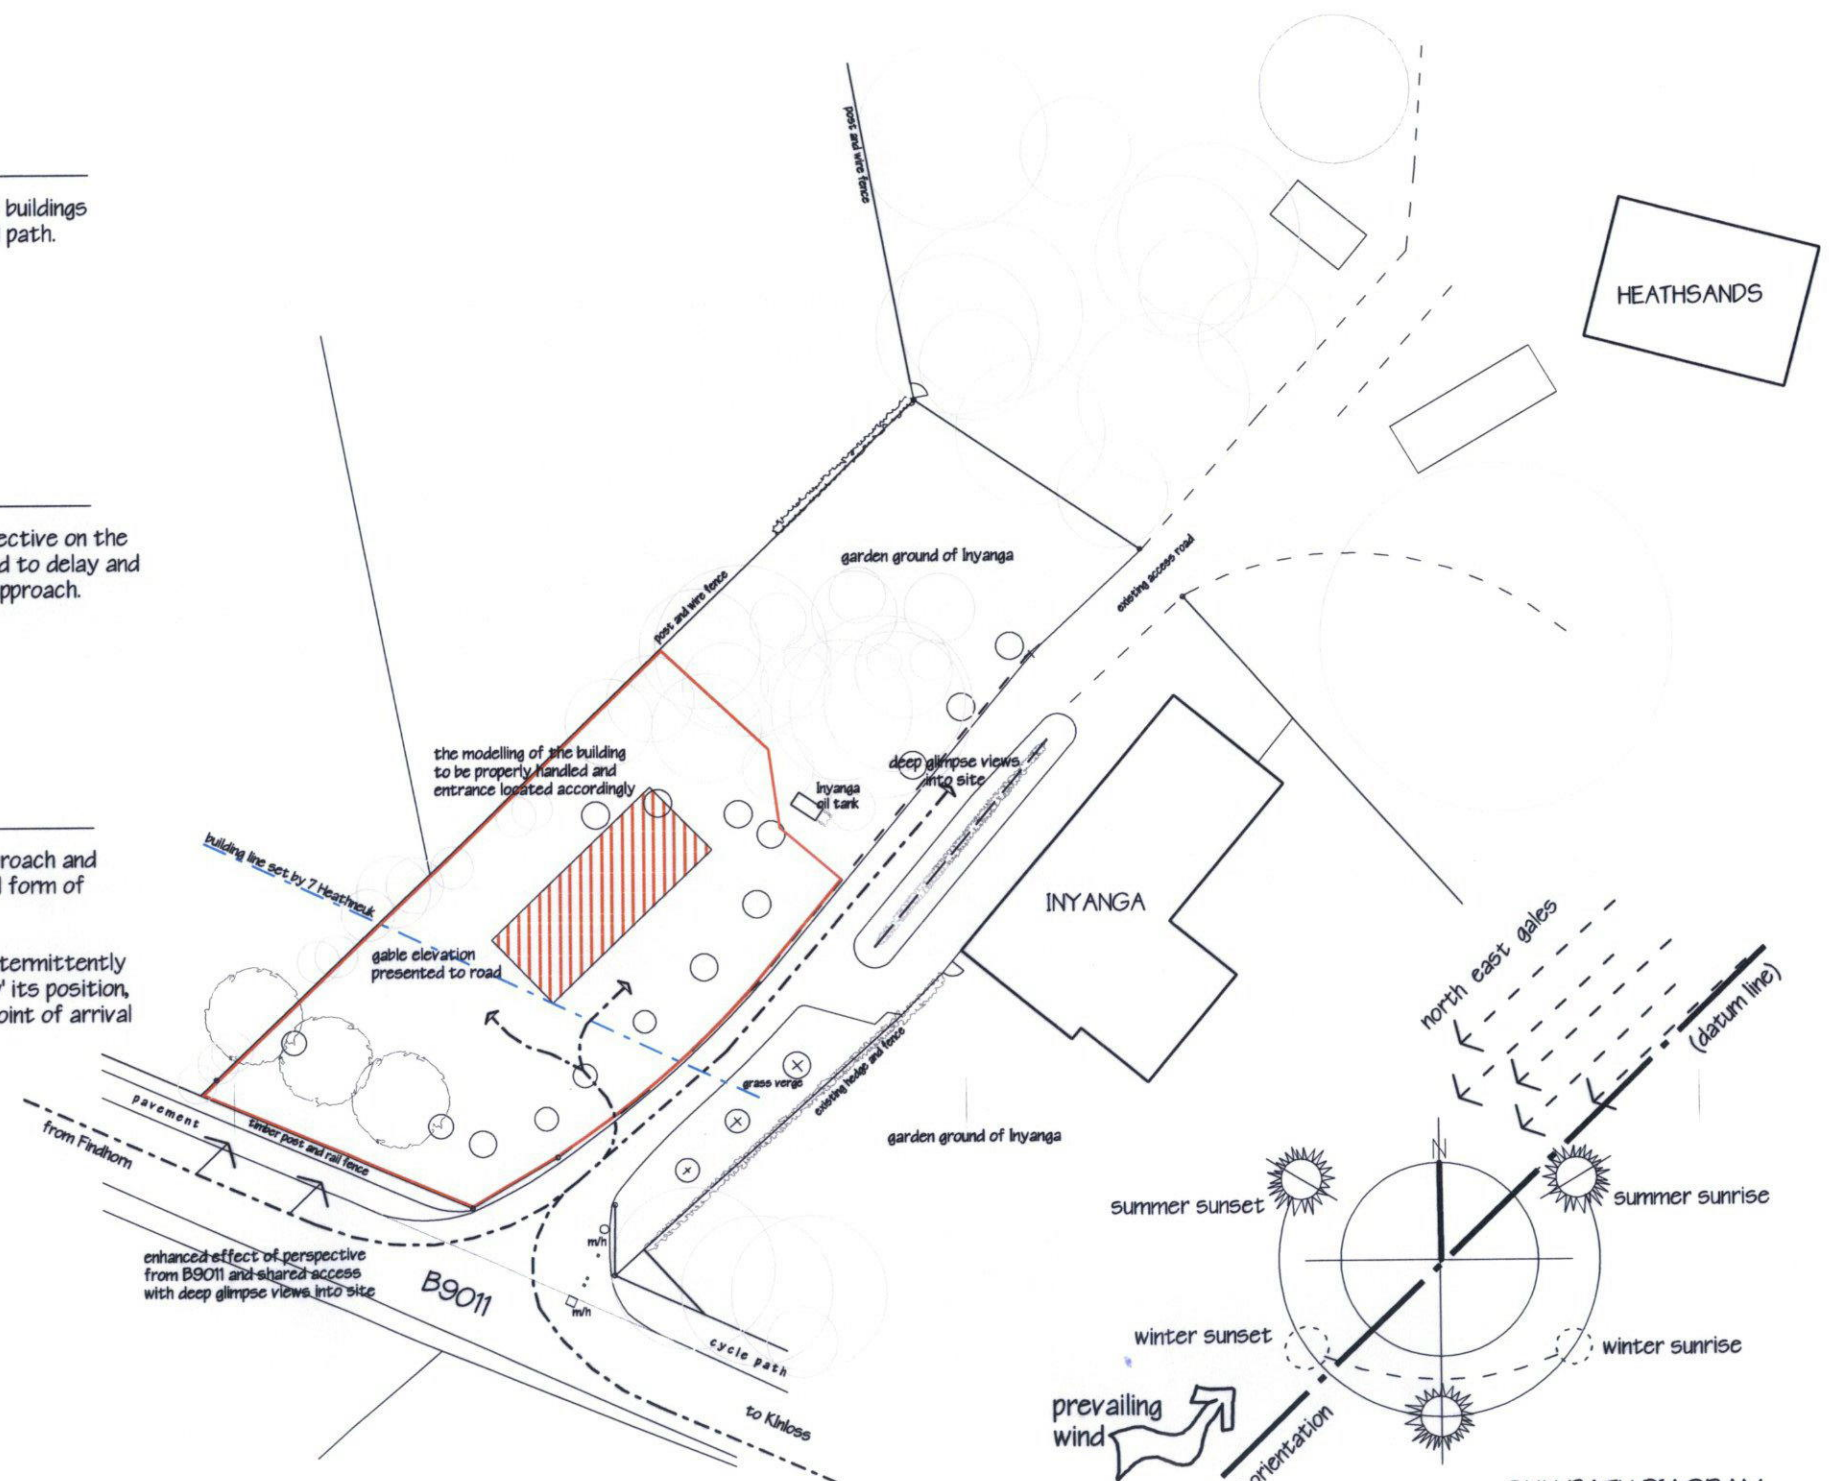 buildings
path.
ective on the
d to delay and
pproach.
roach and
form of
termittently
its position,
oint of arrival
post and wire fence
HEATHSANDS
garden ground of Inyanga
existing access road
post and wire fence
the modelling of the building
to be properly handled and
entrance located accordingly
Inyanga
oil tank
deep glimpse views
into site
building line set by 7 Heathneuk
INYANGA
gable elevation
presented to road
grass verge
existing hedge and fence
garden ground of Inyanga
pavement
timber post and rail fence
from Findhorn
enhanced effect of perspective
from B9011 and shared access
with deep glimpse views into site
B9011
m/h
m/h
cycle path
to Kinloss
north east gales
(datum line)
N
summer sunset
summer sunrise
winter sunset
winter sunrise
prevailing
wind
orientation